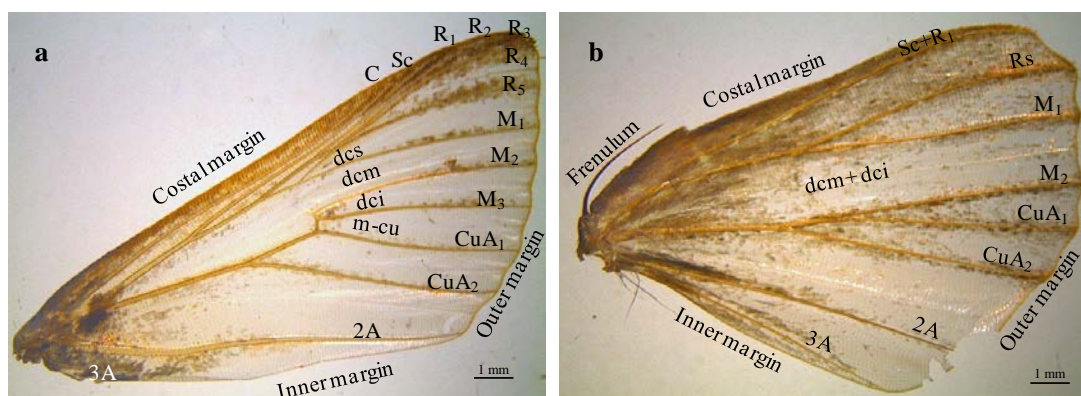 a
C
Sc
R1
R2
R3
R4
R5
M1
M2
M3
CuA1
CuA2
2A
3A
dcs
dcm
dci
m-cu
Costal margin
Outer margin
Inner margin
1 mm
b
Sc+R1
Rs
M1
M2
CuA1
CuA2
2A
3A
dcm+dci
Frenulum
Costal margin
Outer margin
Inner margin
1 mm